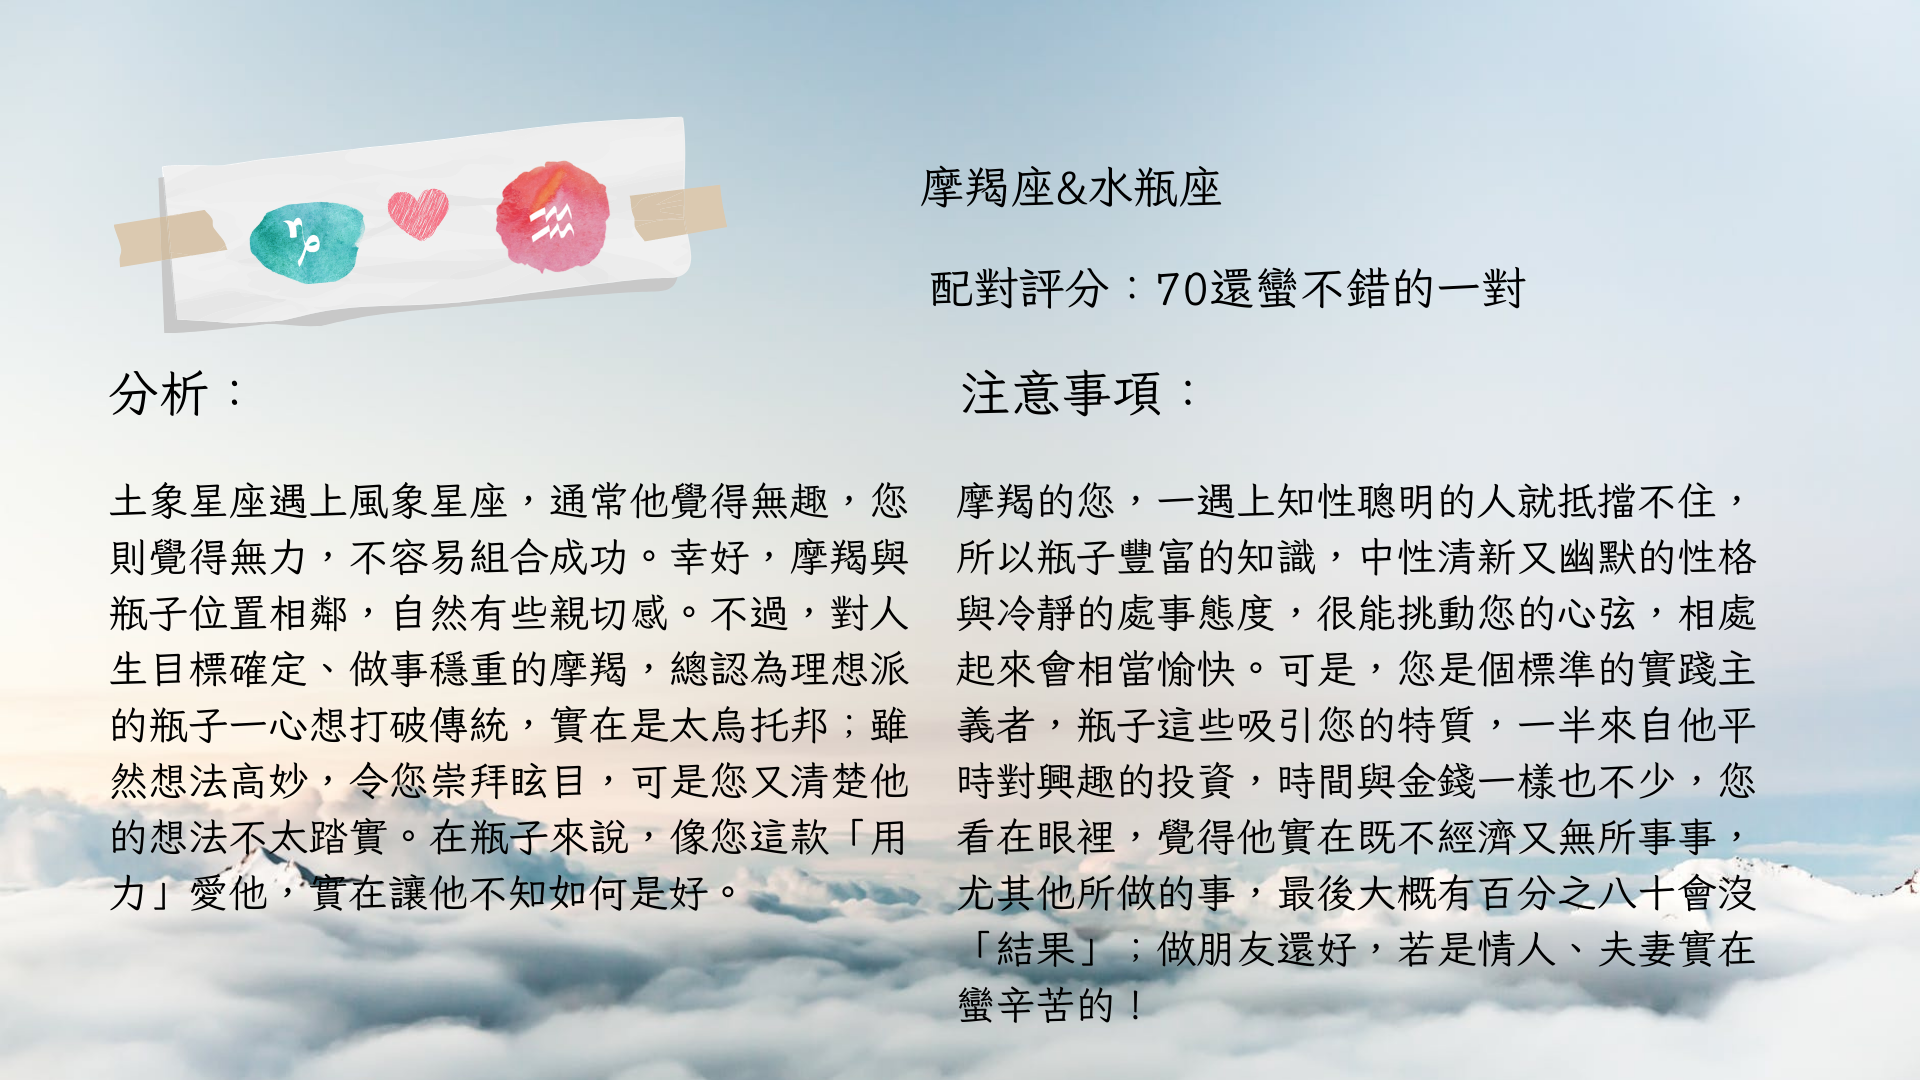 摩羯座&水瓶座
配對評分：70還蠻不錯的一對
分析：
土象星座遇上風象星座，通常他覺得無趣，您
則覺得無力，不容易組合成功。幸好，摩羯與
瓶子位置相鄰，自然有些親切感。不過，對人
生目標確定、做事穩重的摩羯，總認為理想派
的瓶子一心想打破傳統，實在是太烏托邦；雖
然想法高妙，令您崇拜眩目，可是您又清楚他
的想法不太踏實。在瓶子來說，像您這款「用
力」愛他，實在讓他不知如何是好。
注意事項：
摩羯的您，一遇上知性聰明的人就抵擋不住，
所以瓶子豐富的知識，中性清新又幽默的性格
與冷靜的處事態度，很能挑動您的心弦，相處
起來會相當愉快。可是，您是個標準的實踐主
義者，瓶子這些吸引您的特質，一半來自他平
時對興趣的投資，時間與金錢一樣也不少，您
看在眼裡，覺得他實在既不經濟又無所事事，
尤其他所做的事，最後大概有百分之八十會沒
「結果」；做朋友還好，若是情人、夫妻實在
蠻辛苦的！